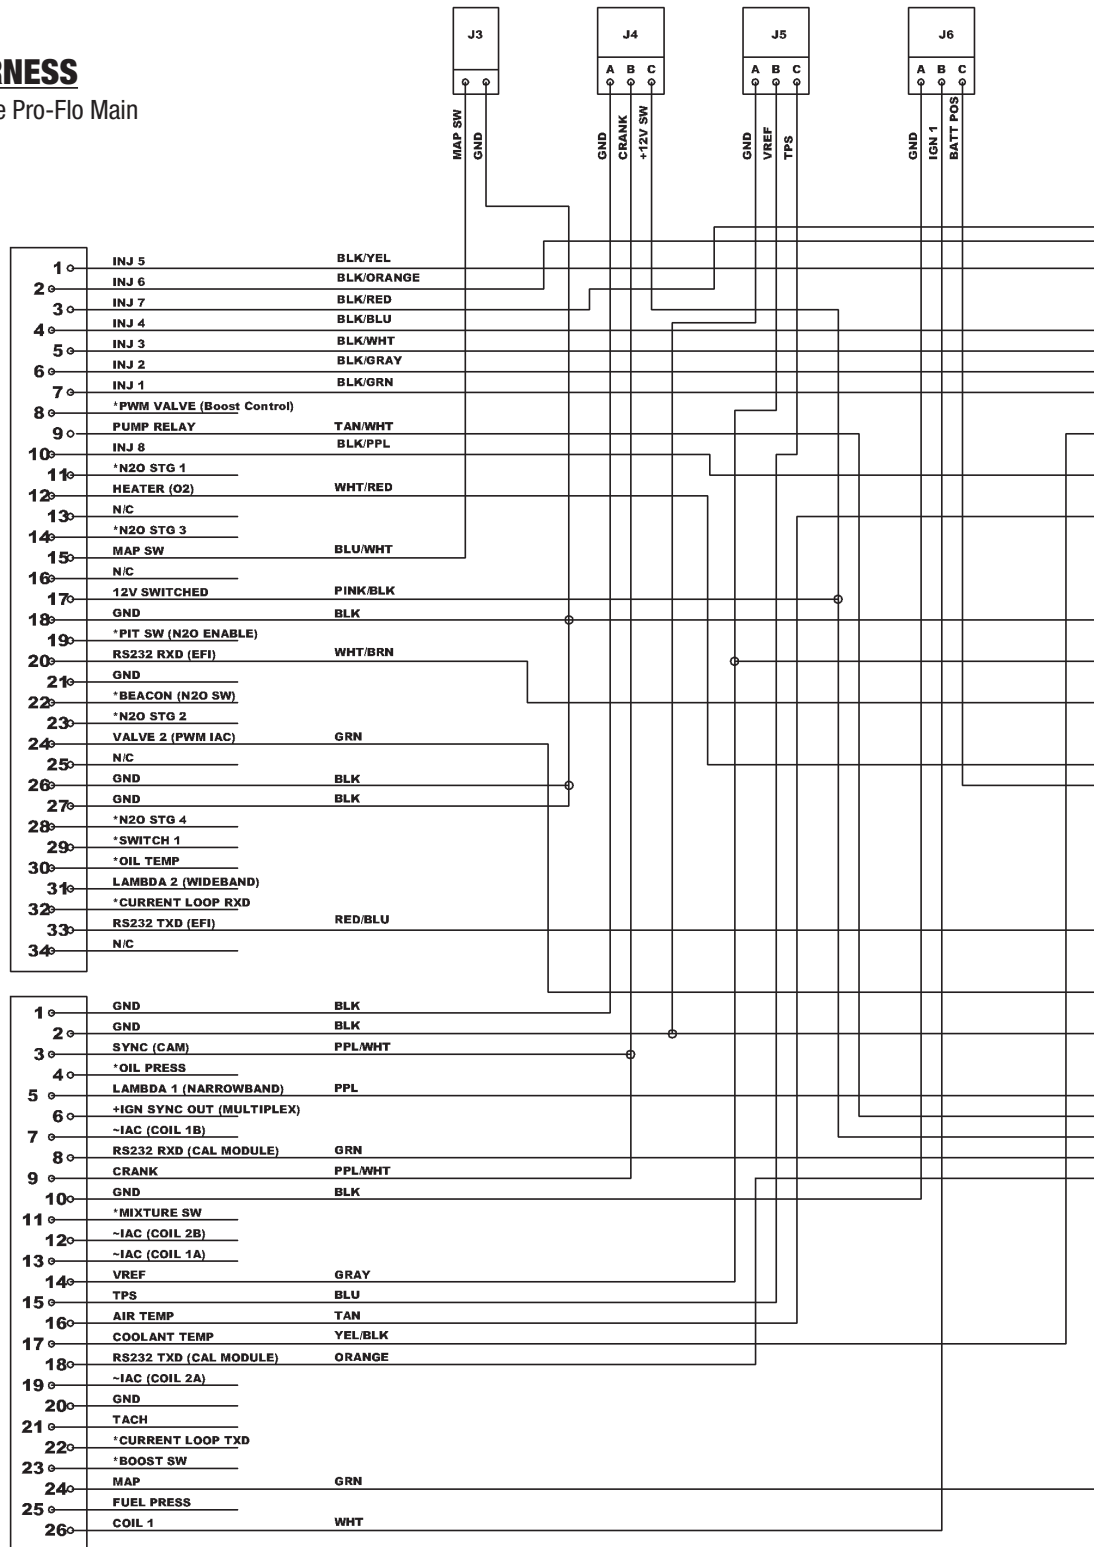 J3
J4
J5
J6
A B C
A B C
A B C
RNESS
e Pro-Flo Main
MAP SW
GND
GND
CRANK
+12V SW
GND
VREF
TPS
GND
IGN 1
BATT POS
1 INJ 5 BLK/YEL
2 INJ 6 BLK/ORANGE
3 INJ 7 BLK/RED
4 INJ 4 BLK/BLU
5 INJ 3 BLK/WHT
6 INJ 2 BLK/GRAY
7 INJ 1 BLK/GRN
8 *PWM VALVE (Boost Control)
9 PUMP RELAY TAN/WHT
10 INJ 8 BLK/PPL
11 *N2O STG 1
12 HEATER (O2) WHT/RED
13 N/C
14 *N2O STG 3
15 MAP SW BLU/WHT
16 N/C
17 12V SWITCHED PINK/BLK
18 GND BLK
19 *PIT SW (N2O ENABLE)
20 RS232 RXD (EFI) WHT/BRN
21 GND
22 *BEACON (N2O SW)
23 *N2O STG 2
24 VALVE 2 (PWM IAC) GRN
25 N/C
26 GND BLK
27 GND BLK
28 *N2O STG 4
29 *SWITCH 1
30 *OIL TEMP
31 LAMBDA 2 (WIDEBAND)
32 *CURRENT LOOP RXD
33 RS232 TXD (EFI) RED/BLU
34 N/C
1 GND BLK
2 GND BLK
3 SYNC (CAM) PPL/WHT
4 *OIL PRESS
5 LAMBDA 1 (NARROWBAND) PPL
6 +IGN SYNC OUT (MULTIPLEX)
7 ~IAC (COIL 1B)
8 RS232 RXD (CAL MODULE) GRN
9 CRANK PPL/WHT
10 GND BLK
11 *MIXTURE SW
12 ~IAC (COIL 2B)
13 ~IAC (COIL 1A)
14 VREF GRAY
15 TPS BLU
16 AIR TEMP TAN
17 COOLANT TEMP YEL/BLK
18 RS232 TXD (CAL MODULE) ORANGE
19 ~IAC (COIL 2A)
20 GND
21 TACH
22 *CURRENT LOOP TXD
23 *BOOST SW
24 MAP GRN
25 FUEL PRESS
26 COIL 1 WHT